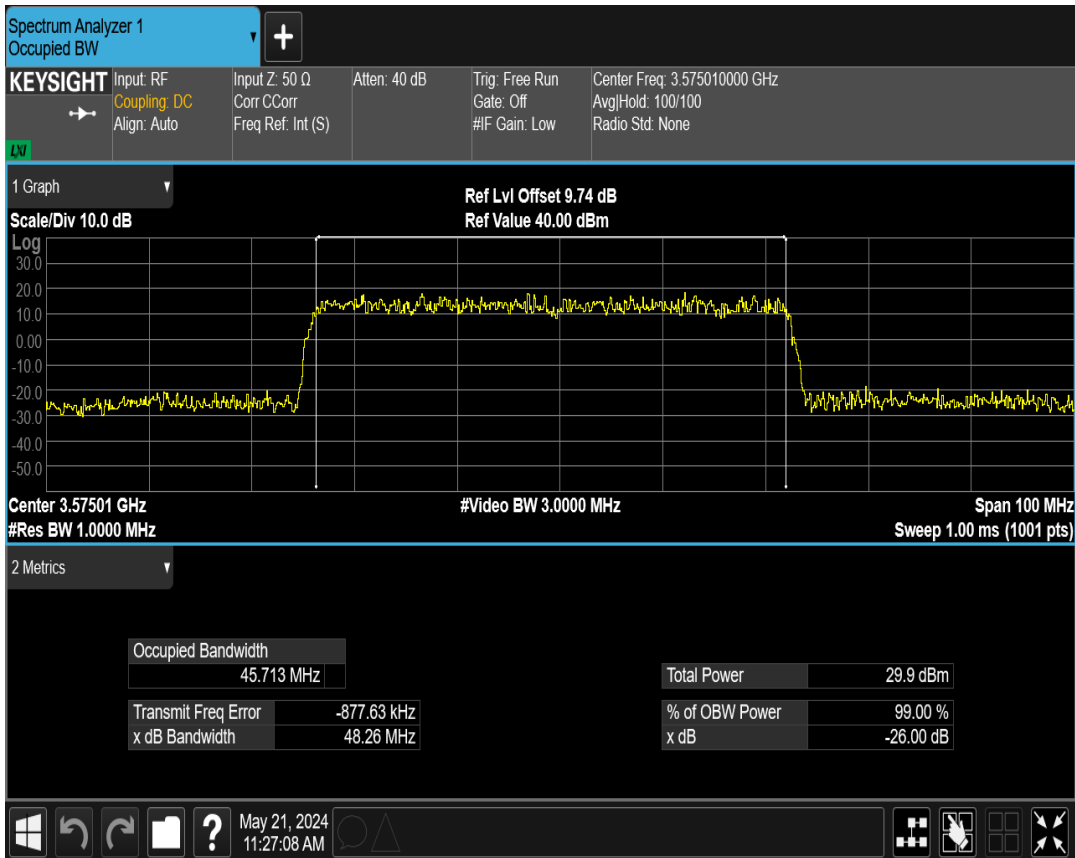 Spectrum Analyzer 1
Occupied BW
+
KEYSIGHT
LXI
Input: RF
Coupling: DC
Align: Auto
Input Z: 50 Ω
Corr CCorr
Freq Ref: Int (S)
Atten: 40 dB
Trig: Free Run
Gate: Off
#IF Gain: Low
Center Freq: 3.575010000 GHz
Avg|Hold: 100/100
Radio Std: None
1 Graph
Scale/Div 10.0 dB
Ref Lvl Offset 9.74 dB
Ref Value 40.00 dBm
Log
30.0
20.0
10.0
0.00
-10.0
-20.0
-30.0
-40.0
-50.0
Center 3.57501 GHz
#Res BW 1.0000 MHz
#Video BW 3.0000 MHz
Span 100 MHz
Sweep 1.00 ms (1001 pts)
2 Metrics
Occupied Bandwidth
45.713 MHz
Transmit Freq Error -877.63 kHz
x dB Bandwidth 48.26 MHz
Total Power 29.9 dBm
% of OBW Power 99.00 %
x dB -26.00 dB
?
May 21, 2024
11:27:08 AM